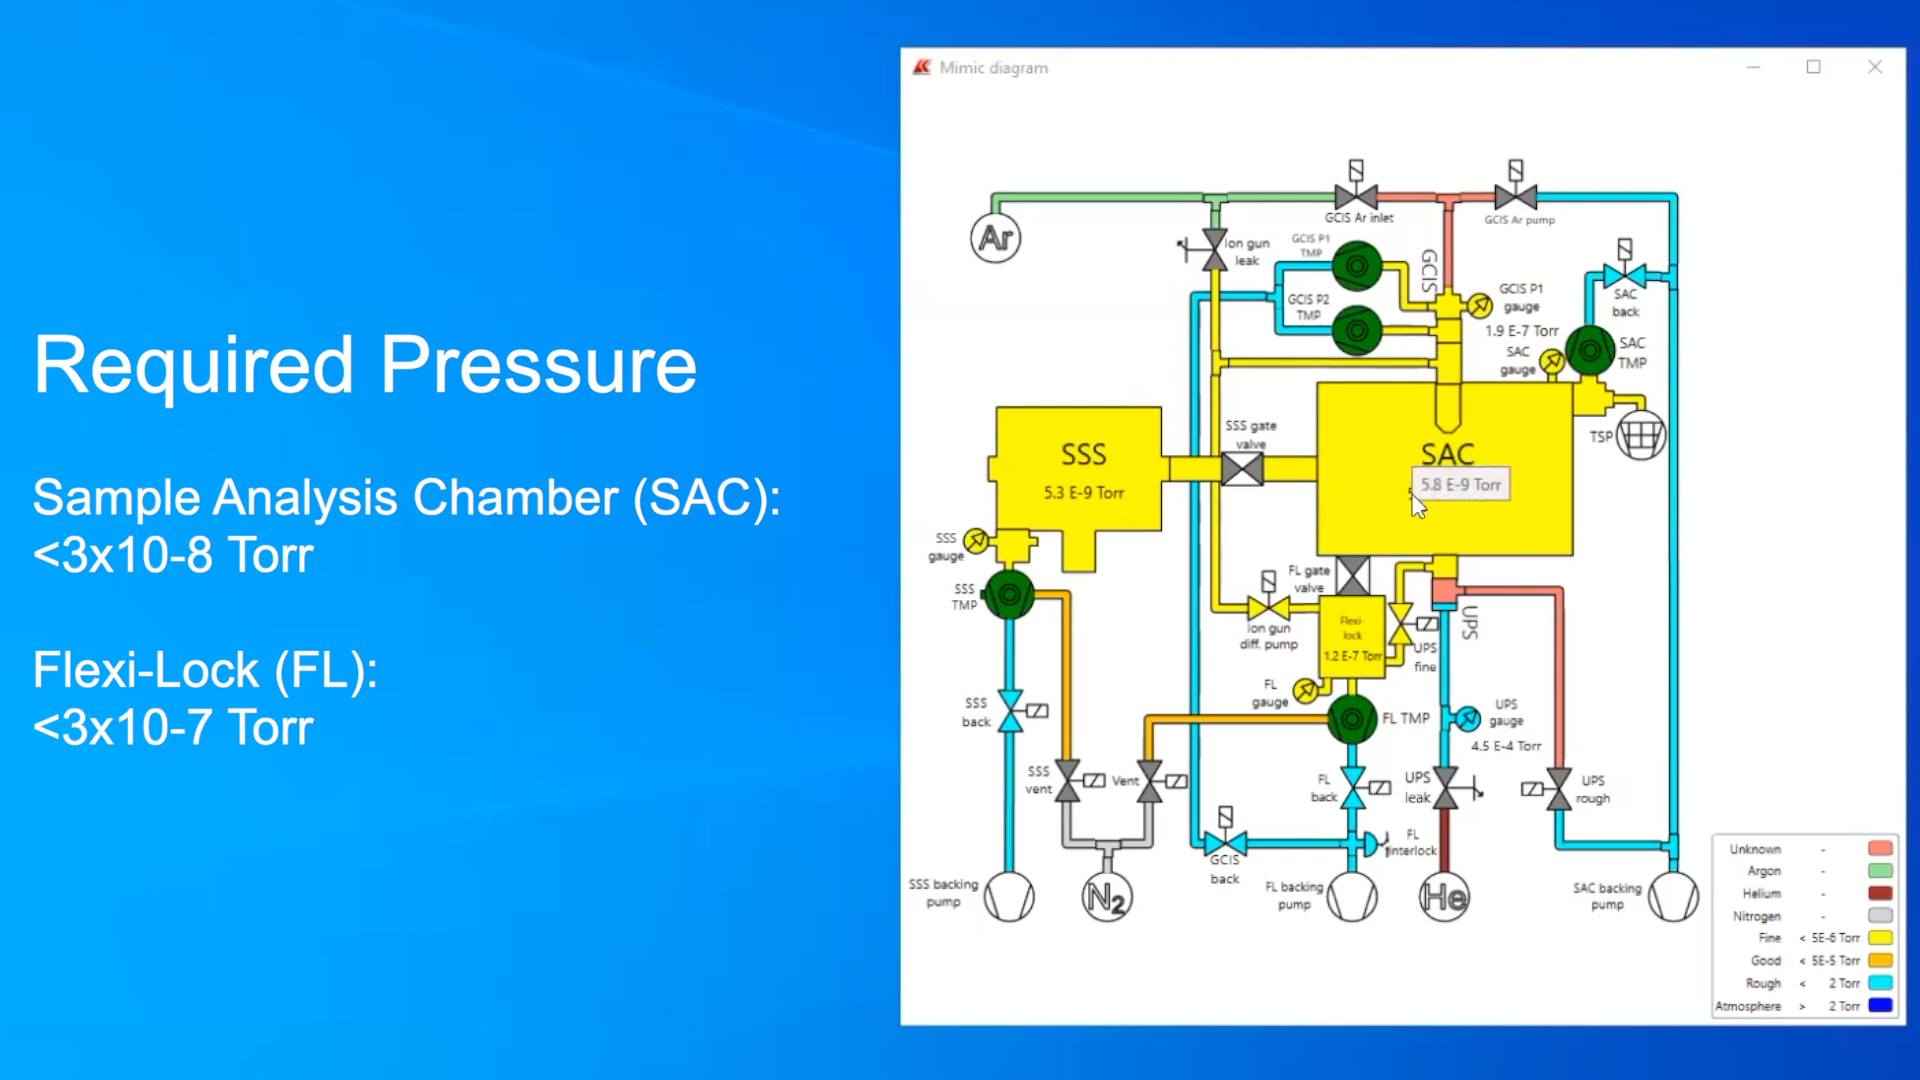 Mimic diagram
Required Pressure
Sample Analysis Chamber (SAC):
<3x10-8 Torr
Flexi-Lock (FL):
<3x10-7 Torr
Ar
GCIS Ar inlet
GCIS Ar pump
Ion gun
leak
GCIS P1
TMP
GCIS P2
TMP
GCIS
GCIS P1
gauge
1.9 E-7 Torr
SAC
gauge
SAC
back
SAC
TMP
TSP
SSS gate
valve
SSS
5.3 E-9 Torr
SAC
5.8 E-9 Torr
SSS
gauge
SSS
TMP
FL gate
valve
Flexi-
lock
1.2 E-7 Torr
Ion gun
diff. pump
UPS
UPS
fine
FL
gauge
FL TMP
UPS
gauge
4.5 E-4 Torr
SSS
back
SSS
vent
Vent
FL
back
UPS
leak
UPS
rough
GCIS
back
FL
interlock
SSS backing
pump
N2
FL backing
pump
He
SAC backing
pump
Unknown -
Argon -
Helium -
Nitrogen -
Fine < 5E-6 Torr
Good < 5E-5 Torr
Rough < 2 Torr
Atmosphere > 2 Torr